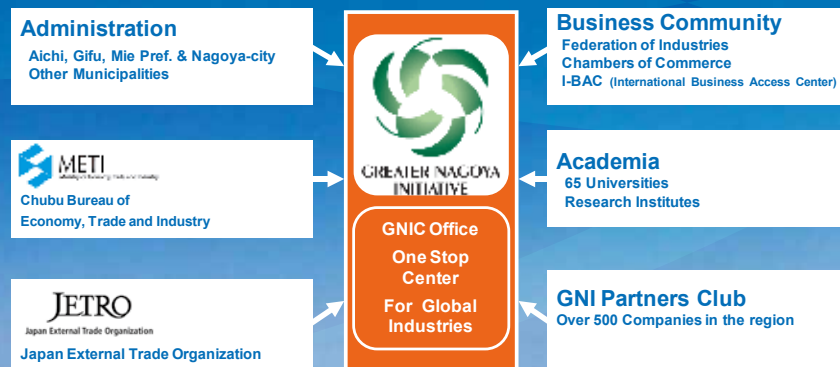 Administration
Aichi, Gifu, Mie Pref. & Nagoya-city
Other Municipalities
METI
Chubu Bureau of
Economy, Trade and Industry
JETRO
Japan External Trade Organization
Japan External Trade Organization
GREATER NAGOYA
INITIATIVE
GNIC Office
One Stop
Center
For Global
Industries
Business Community
Federation of Industries
Chambers of Commerce
I-BAC (International Business Access Center)
Academia
65 Universities
Research Institutes
GNI Partners Club
Over 500 Companies in the region